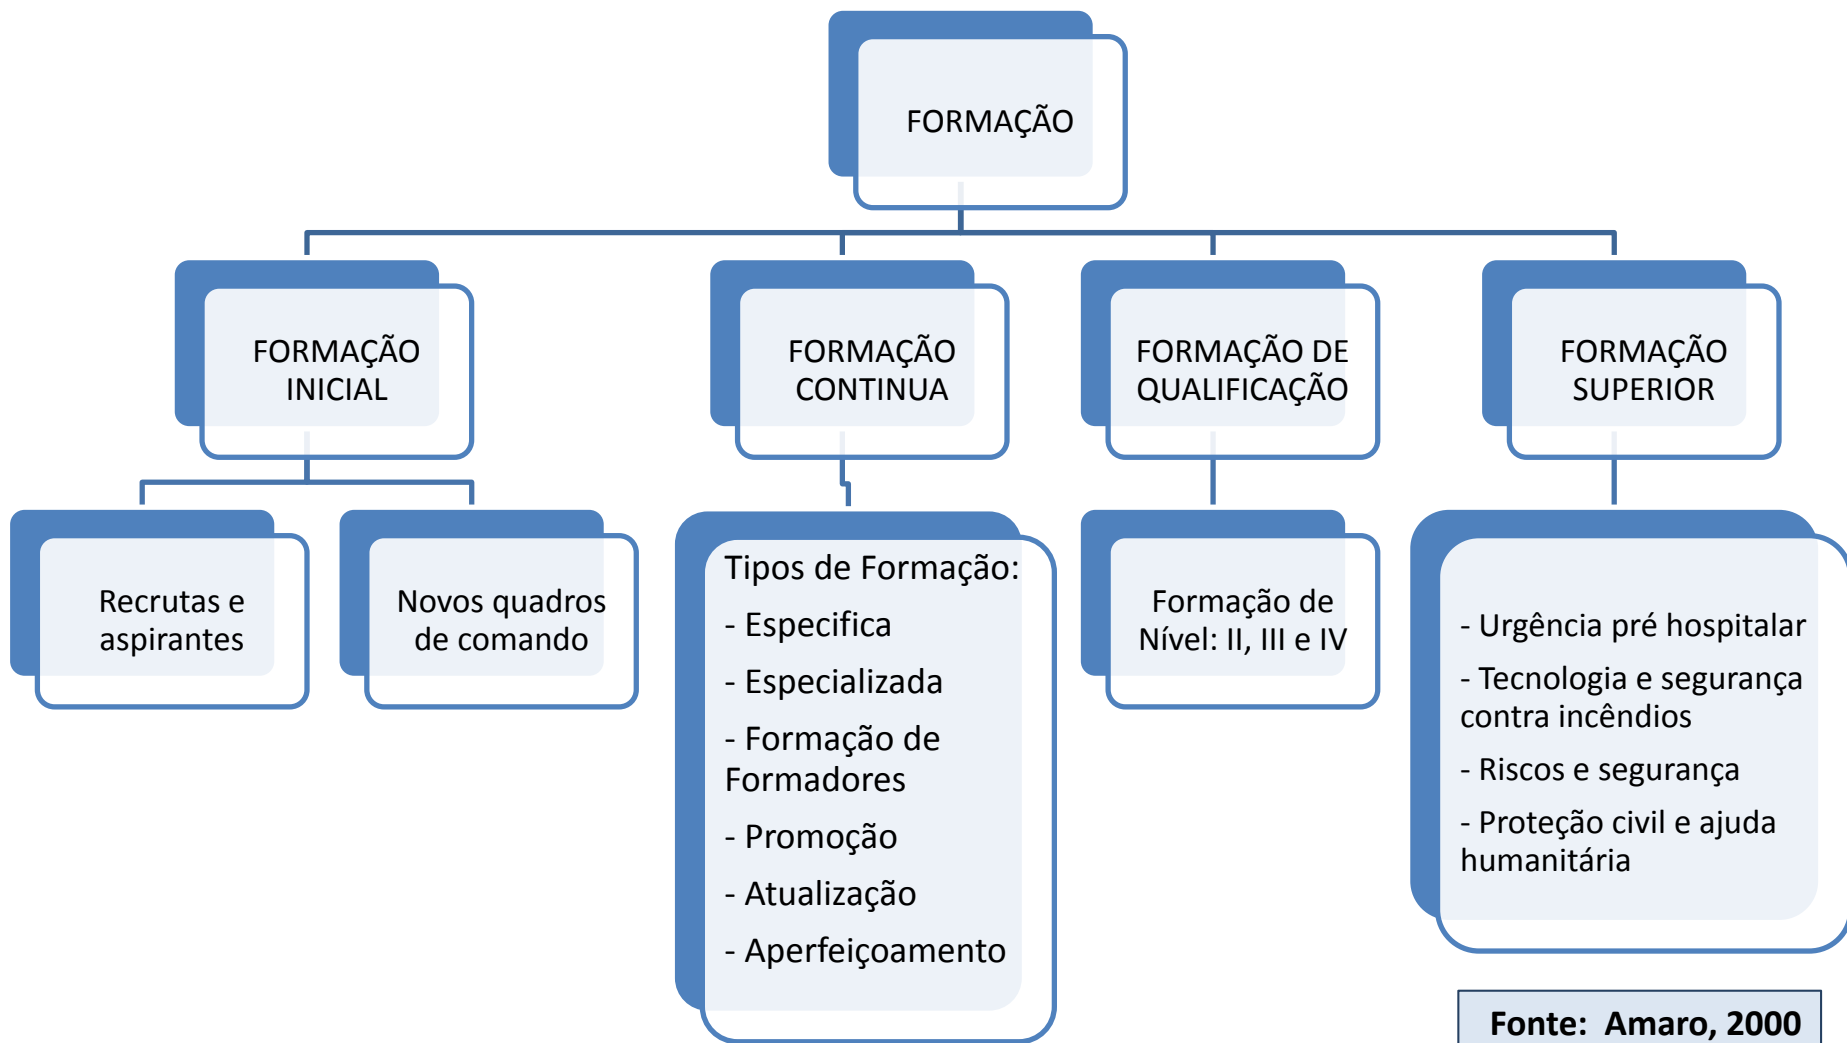 FORMAÇÃO
FORMAÇÃO
INICIAL
FORMAÇÃO
CONTINUA
FORMAÇÃO DE
QUALIFICAÇÃO
FORMAÇÃO
SUPERIOR
Recrutas e
aspirantes
Novos quadros
de comando
Tipos de Formação:
- Especifica
- Especializada
- Formação de
Formadores
- Promoção
- Atualização
- Aperfeiçoamento
Formação de
Nível: II, III e IV
- Urgência pré hospitalar
- Tecnologia e segurança
contra incêndios
- Riscos e segurança
- Proteção civil e ajuda
humanitária
Fonte: Amaro, 2000